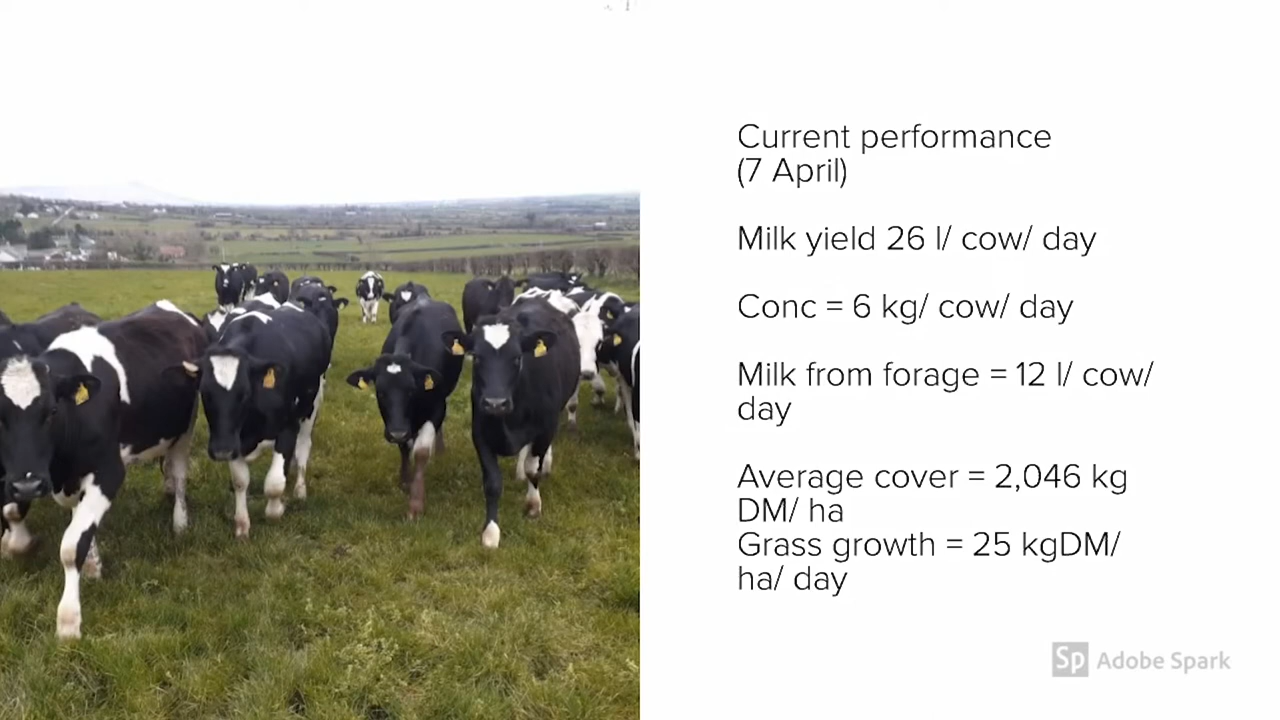 Current performance
(7 April)
Milk yield 26 l/ cow/ day
Conc = 6 kg/ cow/ day
Milk from forage = 12 l/ cow/
day
Average cover = 2,046 kg
DM/ ha
Grass growth = 25 kgDM/
ha/ day
Sp Adobe Spark